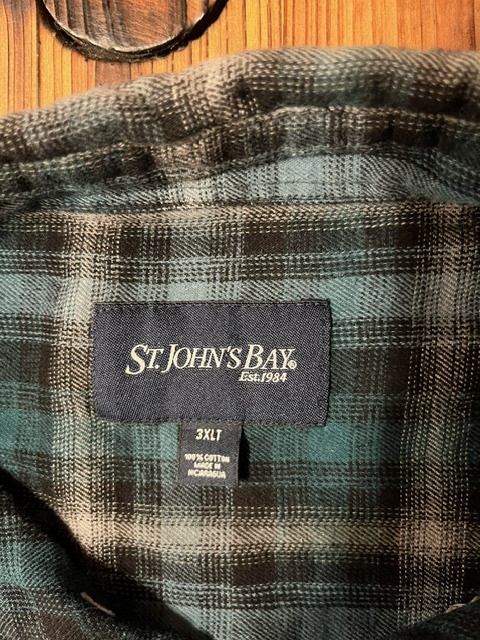 ST. JOHN'S BAY®
Est.1984
3XLT
100% COTTON
MADE IN
NICARAGUA